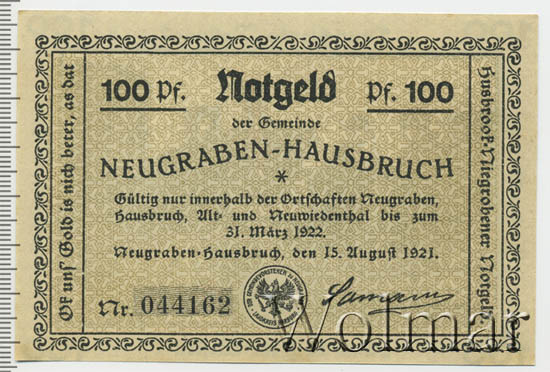 100 Pf. Notgeld Pf. 100
der Gemeinde
NEUGRABEN-HAUSBRUCH
*
Gültig nur innerhalb der Ortschaften Neugraben,
Hausbruch, Alt- und Neuwiedenthal bis zum
31. März 1922.
Neugraben-Hausbruch, den 15. August 1921.
Nr. 044162
Of uns' Gold is nich beter, as dat
Husbroof-Niegrobener Notgeld
Wolmar